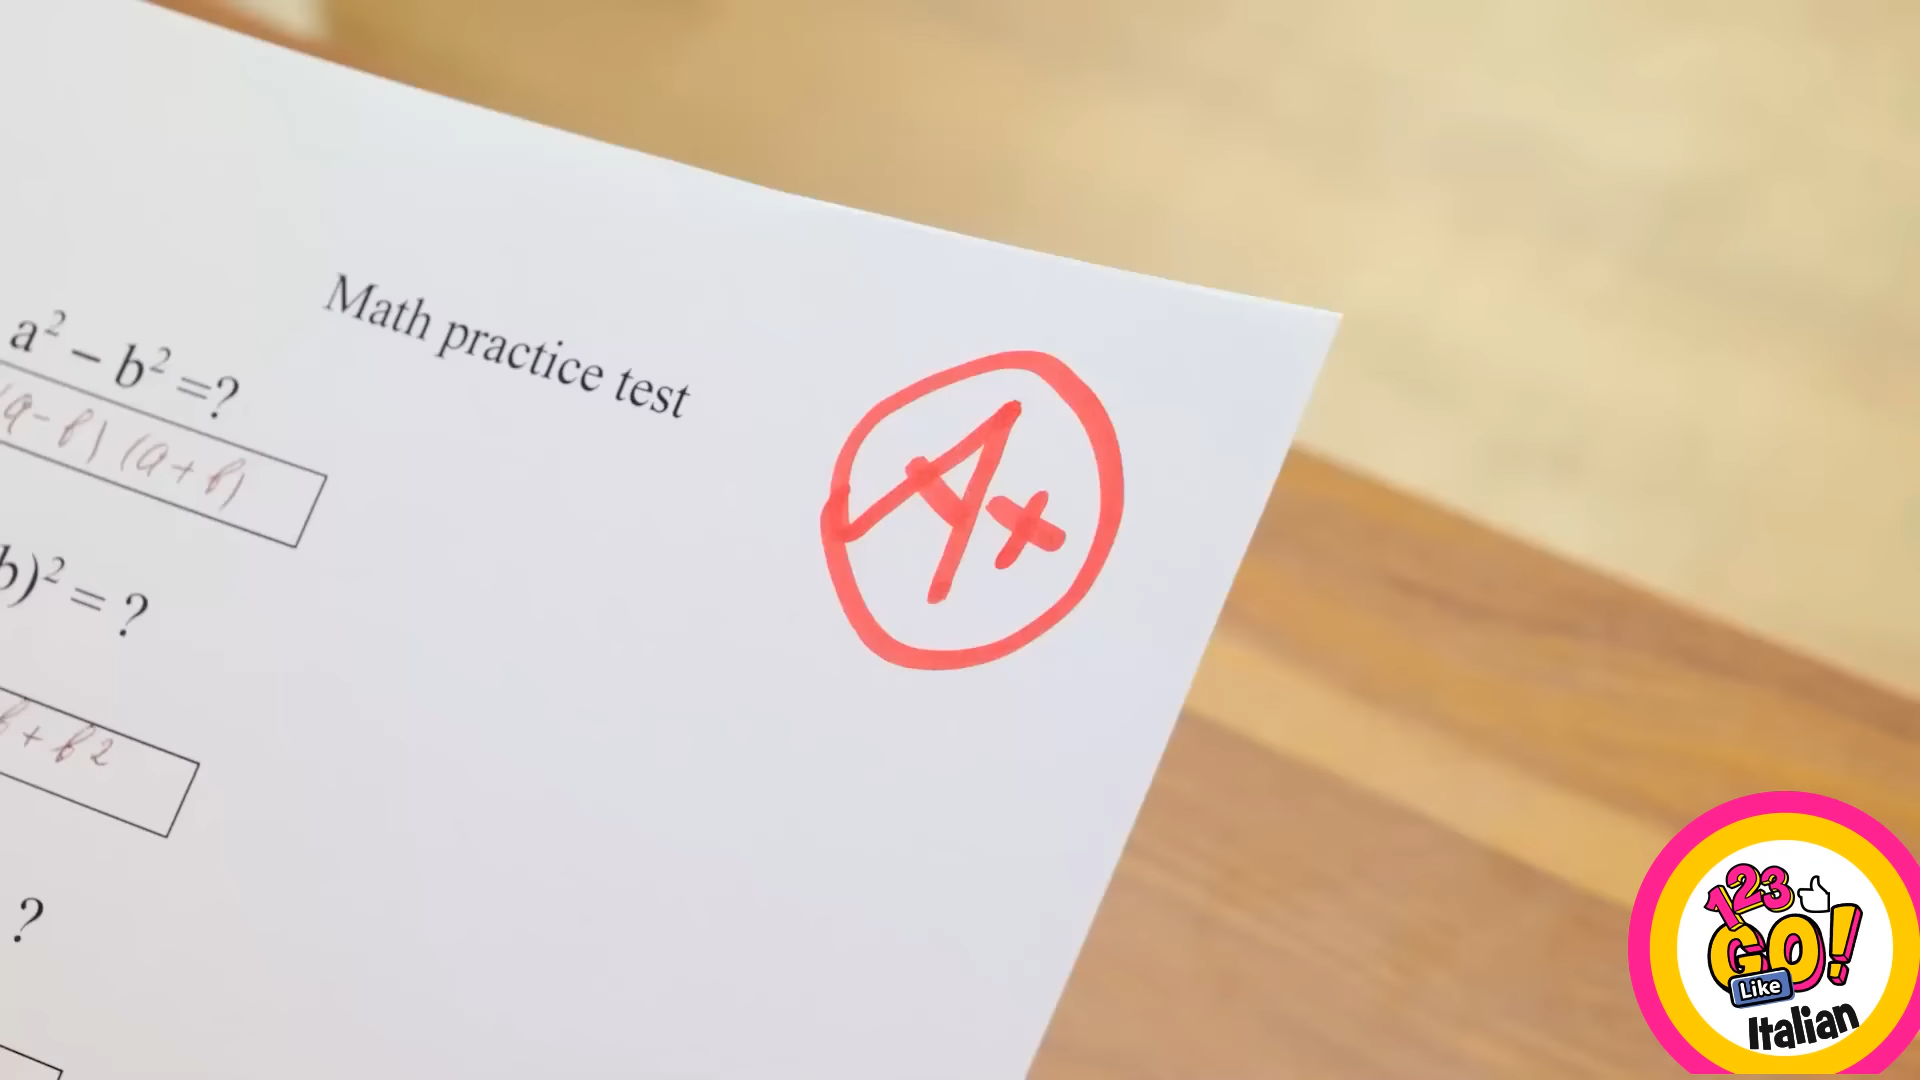 Math practice test
A+
a² − b² =?
(a − b) (a + b)
b)² = ?
b + b²
?
123
GO!
Like
Italian